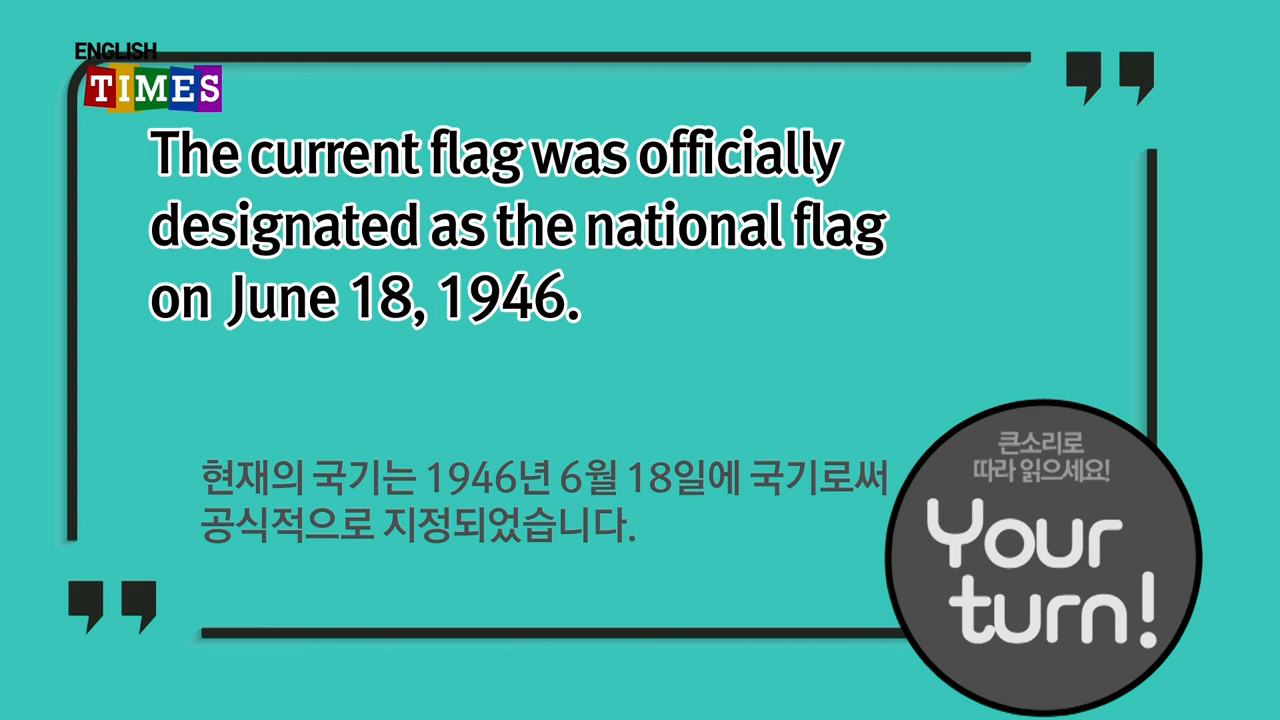 ENGLISH
TIMES
The current flag was officially
designated as the national flag
on June 18, 1946.
현재의 국기는 1946년 6월 18일에 국기로써
공식적으로 지정되었습니다.
큰소리로
따라 읽으세요!
Your
turn!